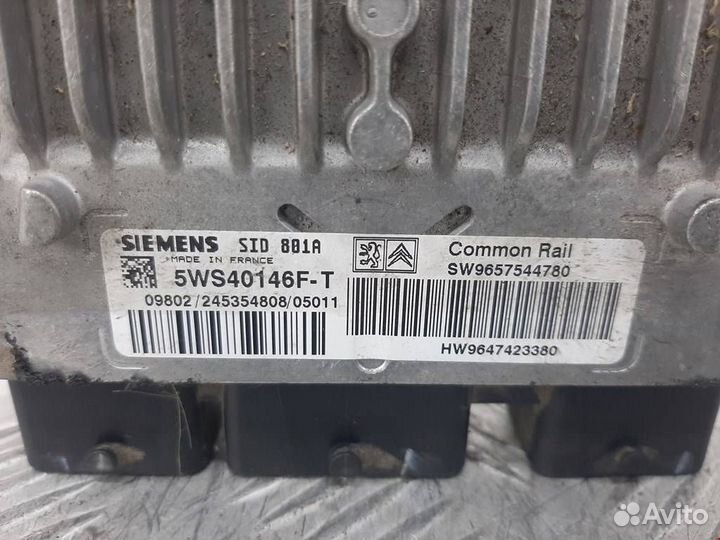 SIEMENS SID 801A
MADE IN FRANCE
5WS40146F-T
09802/245354808/05011
Common Rail
SW9657544780
HW9647423380
Avito